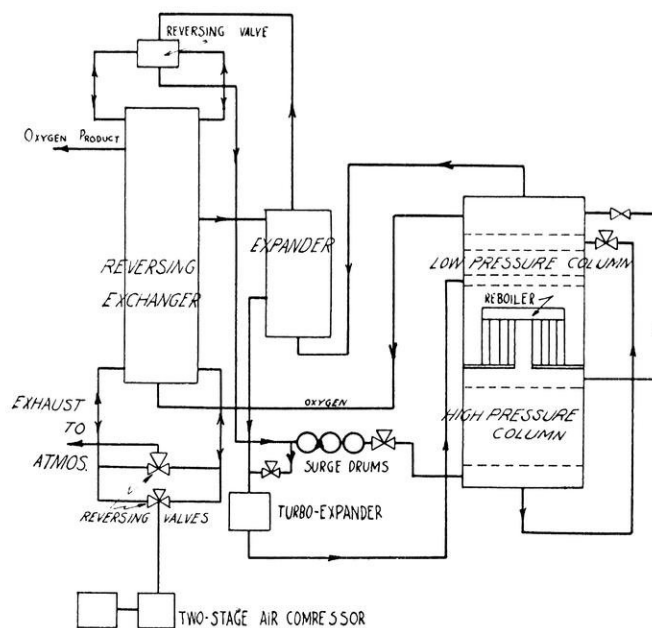 REVERSING VALVE
OXYGEN PRODUCT
EXPANDER
REVERSING
EXCHANGER
LOW PRESSURE COLUMN
REBOILER
OXYGEN
HIGH PRESSURE
COLUMN
EXHAUST
TO
ATMOS.
SURGE DRUMS
REVERSING VALVES
TURBO-EXPANDER
TWO-STAGE AIR COMRESSOR